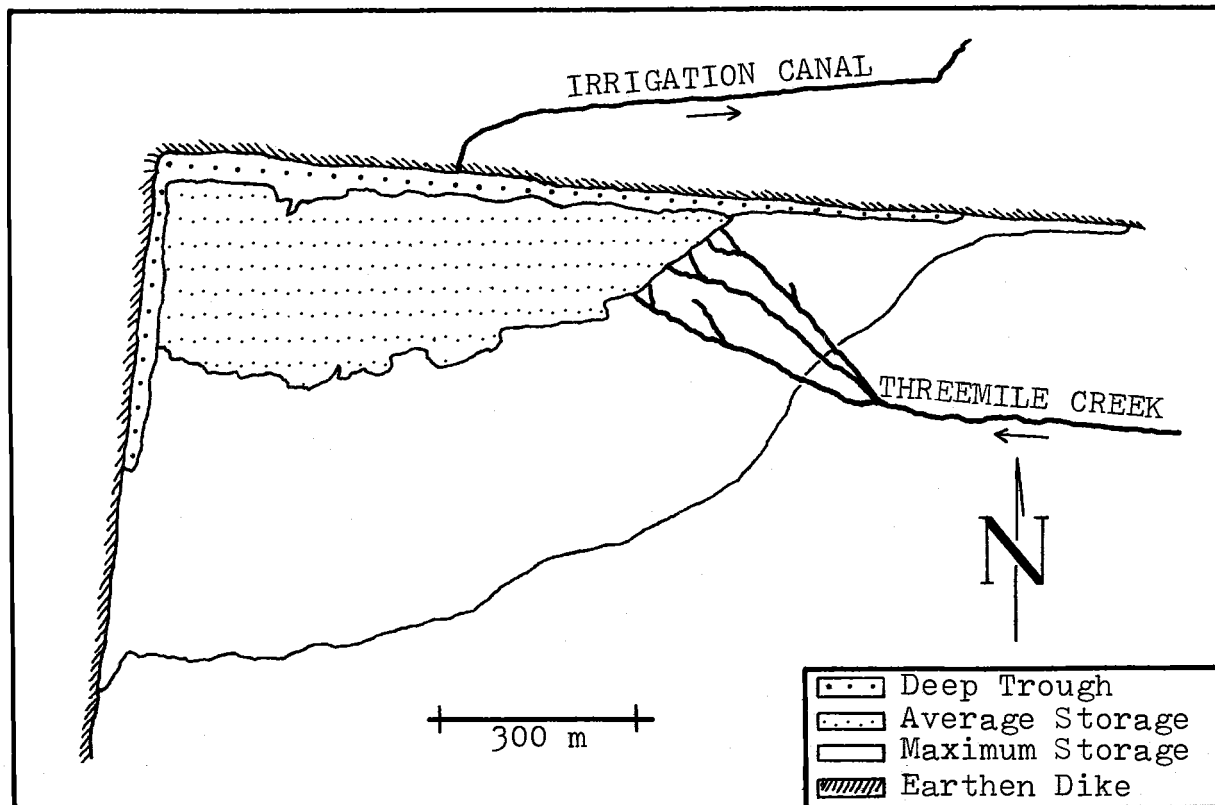 IRRIGATION CANAL
THREEMILE CREEK
N
300 m
Deep Trough
Average Storage
Maximum Storage
Earthen Dike